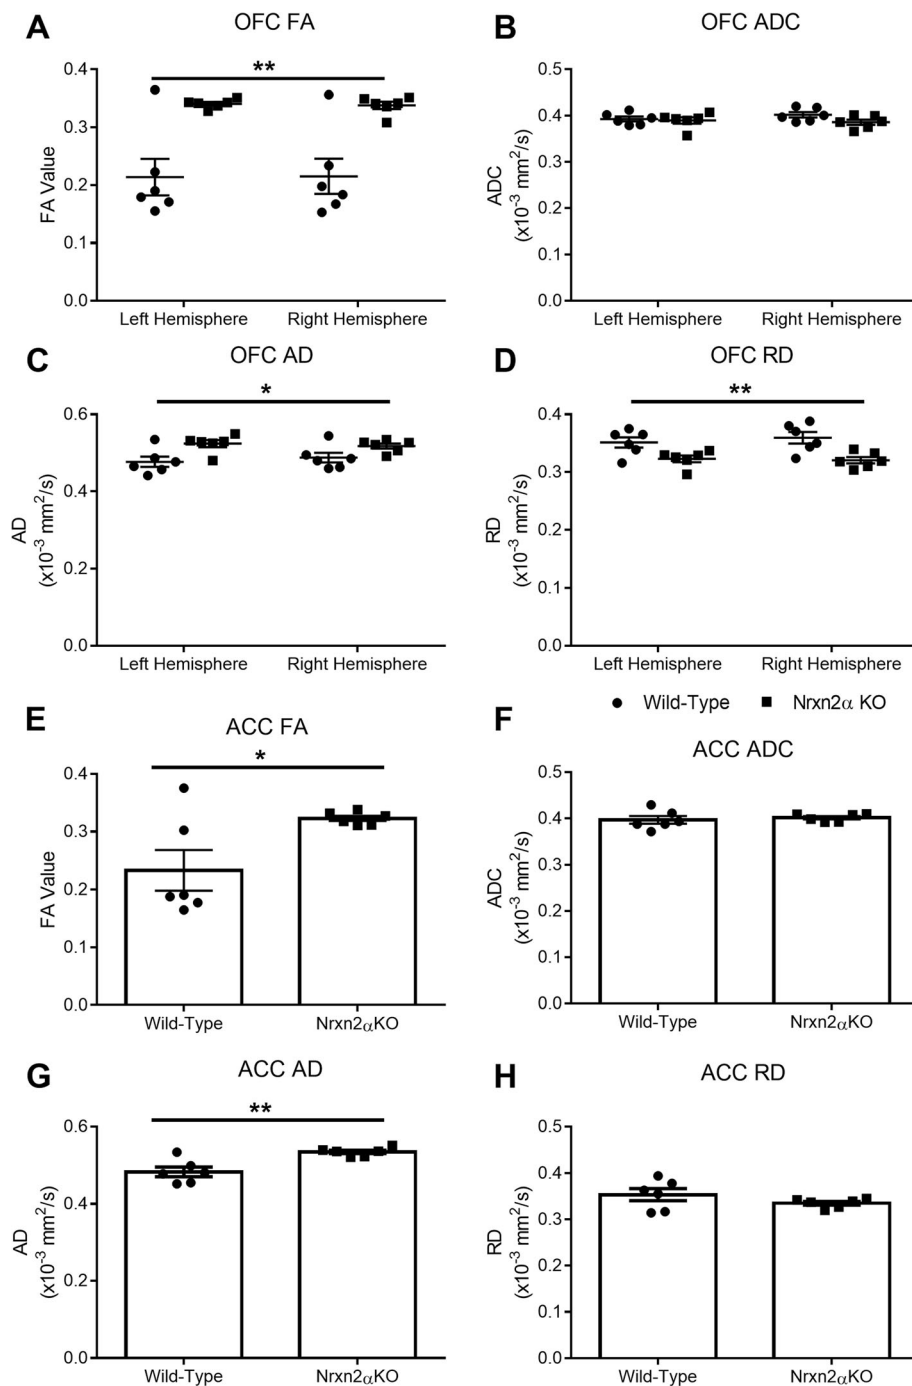 A
OFC FA
**
0.4
0.3
0.2
0.1
0.0
FA Value
Left Hemisphere
Right Hemisphere
B
OFC ADC
0.5
0.4
0.3
0.2
0.1
0.0
ADC
(x10⁻³ mm²/s)
Left Hemisphere
Right Hemisphere
C
OFC AD
*
0.6
0.4
0.2
0.0
AD
(x10⁻³ mm²/s)
Left Hemisphere
Right Hemisphere
D
OFC RD
**
0.4
0.3
0.2
0.1
0.0
RD
(x10⁻³ mm²/s)
Left Hemisphere
Right Hemisphere
Wild-Type
Nrxn2α KO
E
ACC FA
*
0.4
0.3
0.2
0.1
0.0
FA Value
Wild-Type
Nrxn2αKO
F
ACC ADC
0.5
0.4
0.3
0.2
0.1
0.0
ADC
(x10⁻³ mm²/s)
Wild-Type
Nrxn2αKO
G
ACC AD
**
0.6
0.4
0.2
0.0
AD
(x10⁻³ mm²/s)
Wild-Type
Nrxn2αKO
H
ACC RD
0.5
0.4
0.3
0.2
0.1
0.0
RD
(x10⁻³ mm²/s)
Wild-Type
Nrxn2αKO